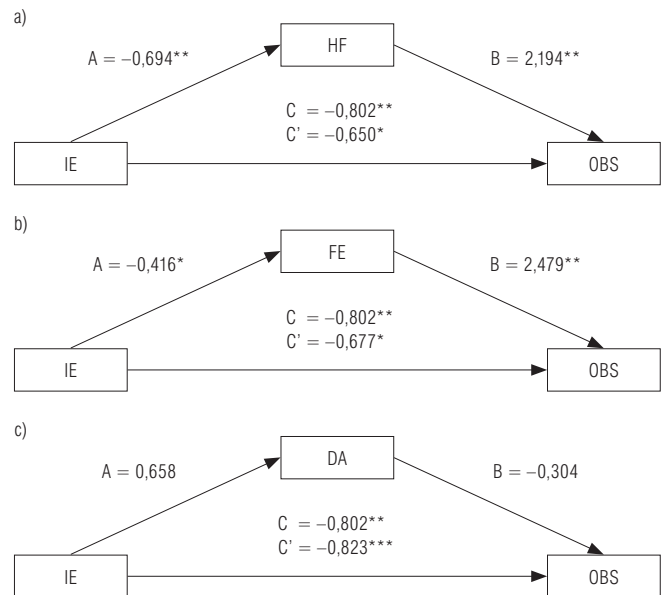 a)
HF
A = –0,694**
B = 2,194**
C = –0,802**
C' = –0,650*
IE
OBS
b)
FE
A = –0,416*
B = 2,479**
C = –0,802**
C' = –0,677*
IE
OBS
c)
DA
A = 0,658
B = –0,304
C = –0,802**
C' = –0,823***
IE
OBS